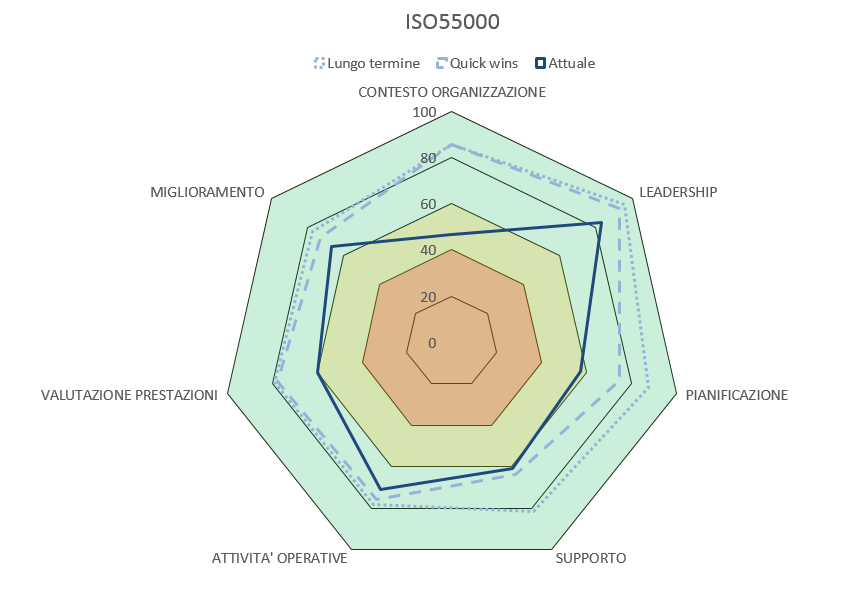 ISO55000
Lungo termine Quick wins Attuale
CONTESTO ORGANIZZAZIONE
100
80
MIGLIORAMENTO LEADERSHIP
60
40
20
0
VALUTAZIONE PRESTAZIONI PIANIFICAZIONE
ATTIVITA' OPERATIVE SUPPORTO